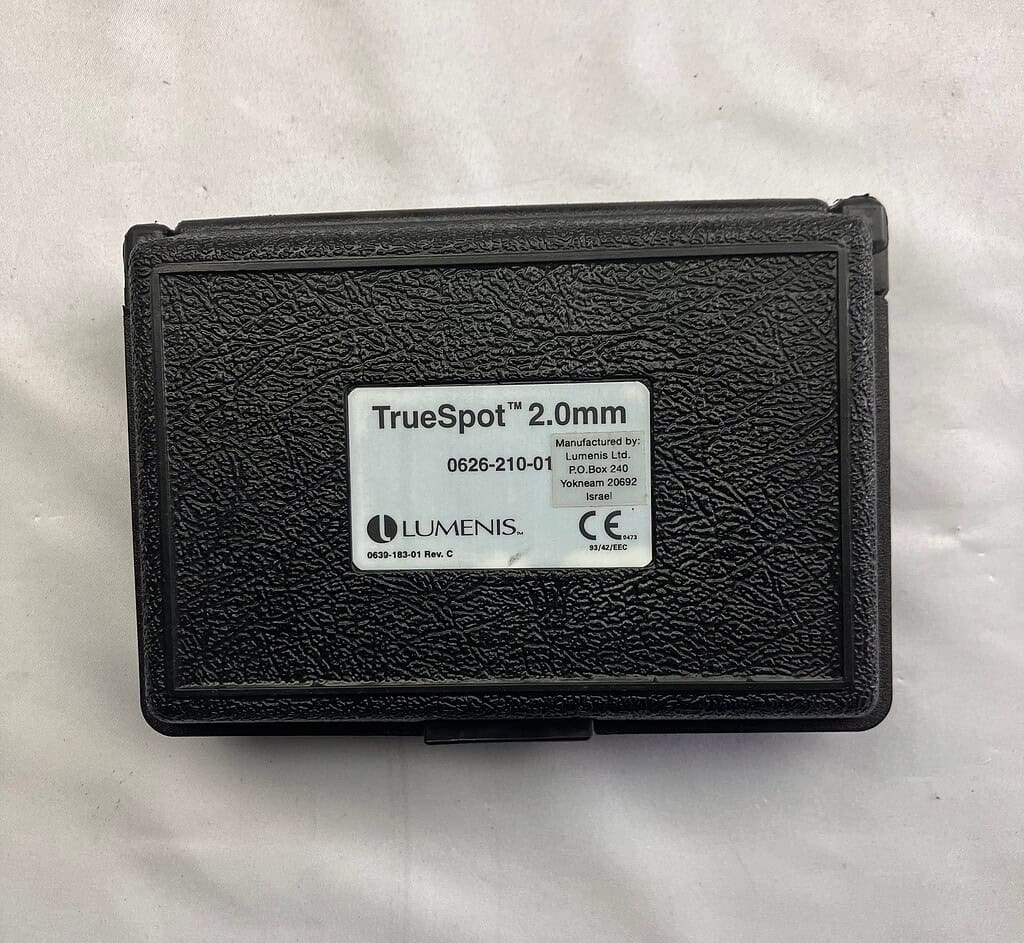 TrueSpot™ 2.0mm
0626-210-01
Manufactured by:
Lumenis Ltd.
P.O.Box 240
Yokneam 20692
Israel
LUMENIS™
CE 0473
93/42/EEC
0639-183-01 Rev. C